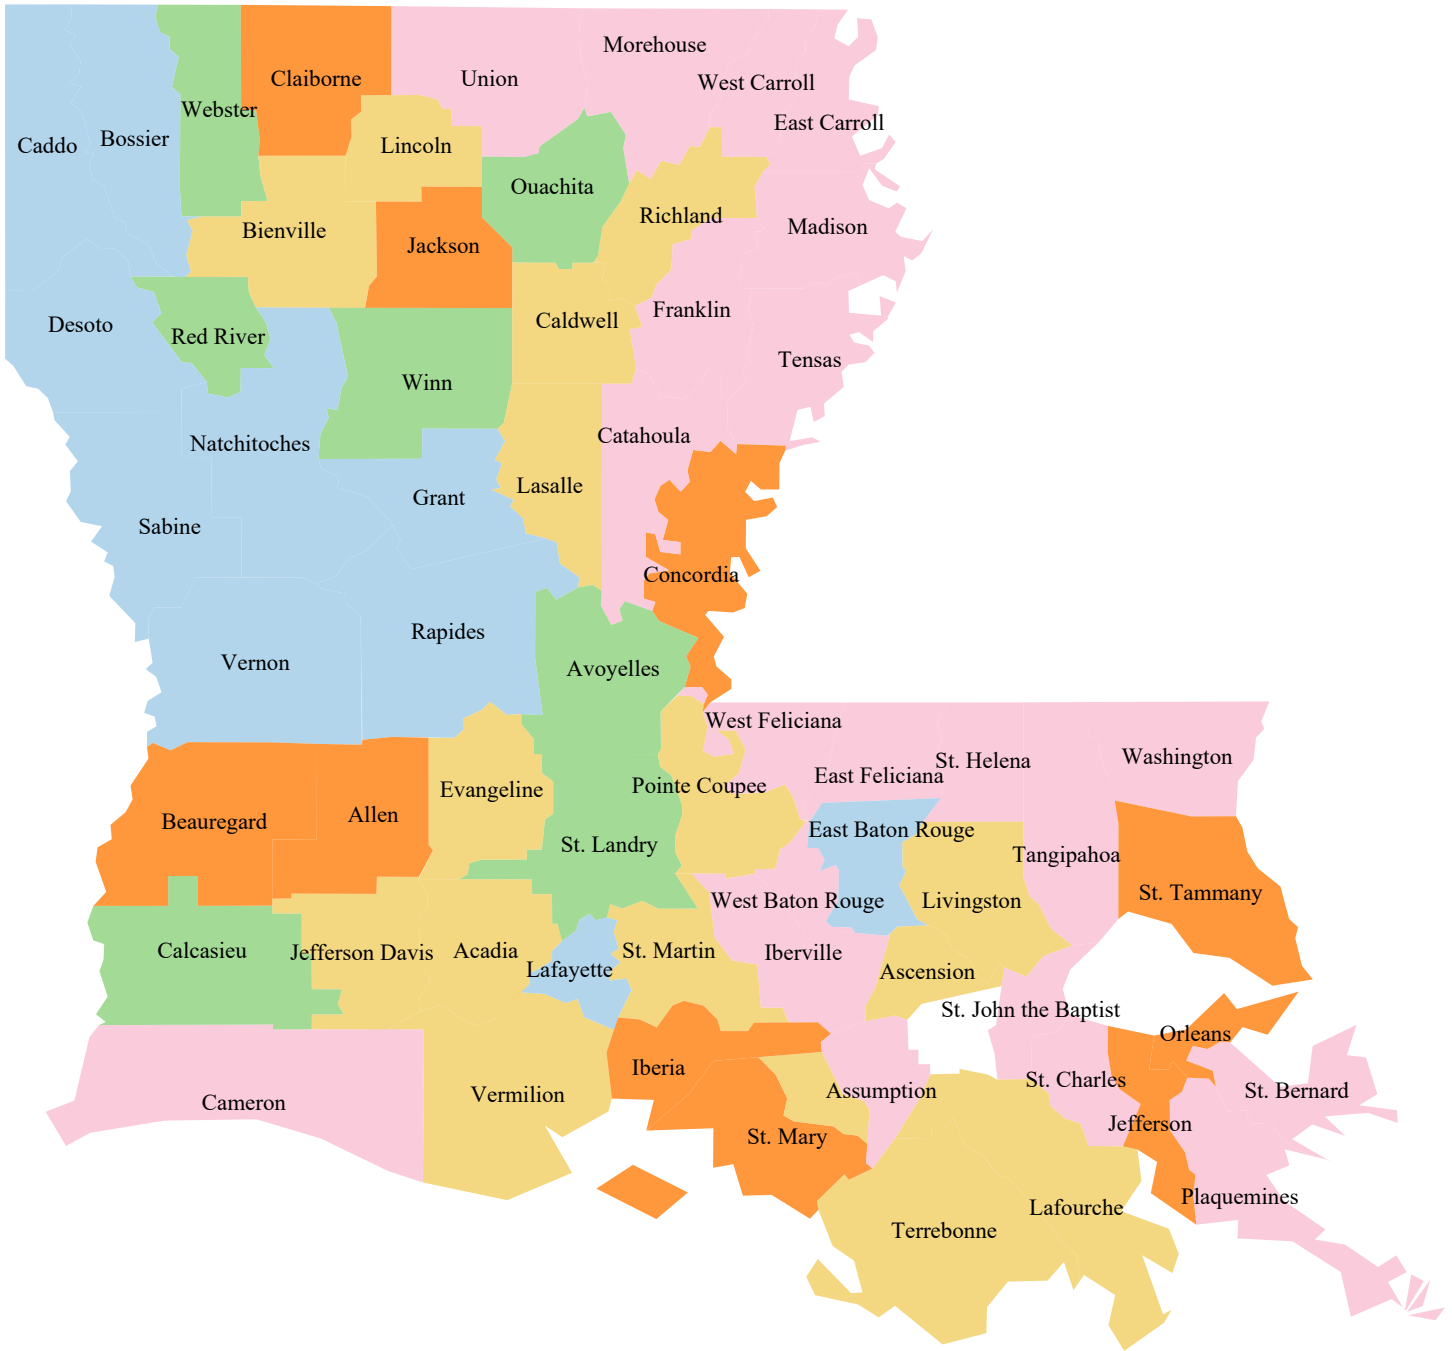 Morehouse
Claiborne
Union
West Carroll
Webster
East Carroll
Bossier
Caddo
Lincoln
Ouachita
Richland
Madison
Bienville
Jackson
Franklin
Caldwell
Desoto
Red River
Tensas
Winn
Catahoula
Natchitoches
Lasalle
Grant
Sabine
Concordia
Rapides
Vernon
Avoyelles
West Feliciana
Washington
St. Helena
East Feliciana
Pointe Coupee
Evangeline
Allen
Beauregard
East Baton Rouge
St. Landry
Tangipahoa
St. Tammany
West Baton Rouge
Livingston
Calcasieu
Jefferson Davis
Acadia
St. Martin
Iberville
Lafayette
Ascension
St. John the Baptist
Orleans
Iberia
St. Charles
Assumption
St. Bernard
Vermilion
Cameron
Jefferson
St. Mary
Plaquemines
Lafourche
Terrebonne